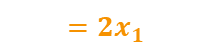 = 2x₁